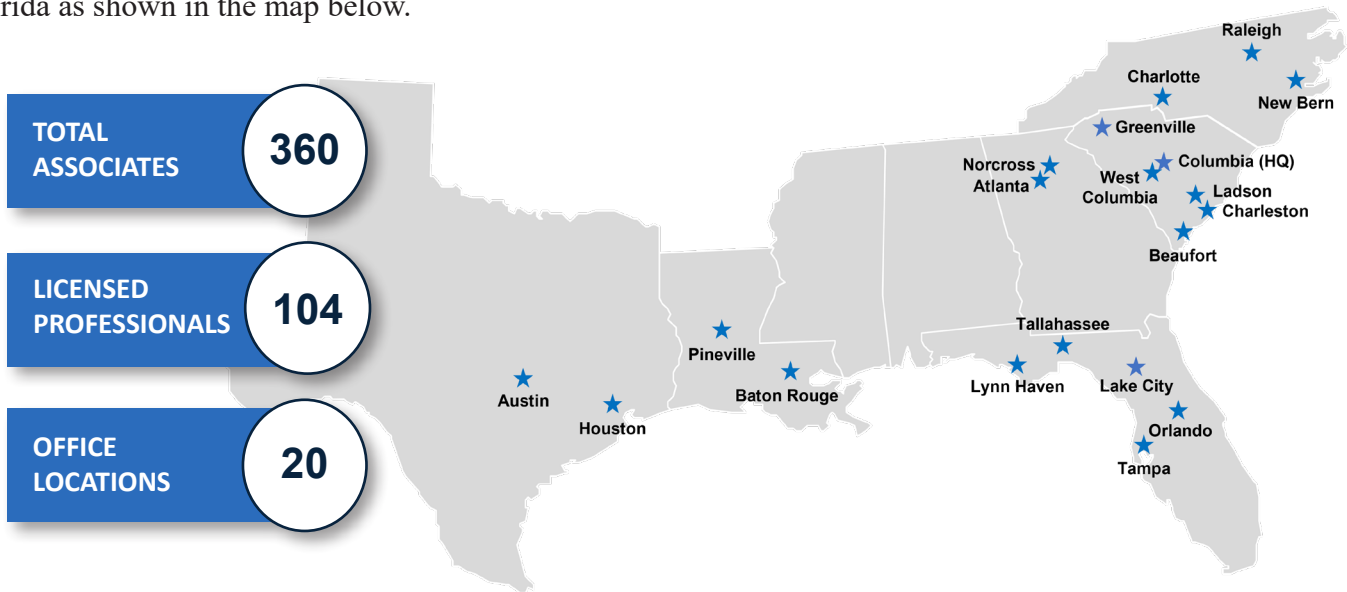 rida as shown in the map below.
TOTAL
ASSOCIATES
360
LICENSED
PROFESSIONALS
104
OFFICE
LOCATIONS
20
Raleigh
Charlotte
New Bern
Greenville
Norcross
Atlanta
Columbia (HQ)
West
Columbia
Ladson
Charleston
Beaufort
Tallahassee
Pineville
Lynn Haven
Lake City
Baton Rouge
Austin
Houston
Orlando
Tampa